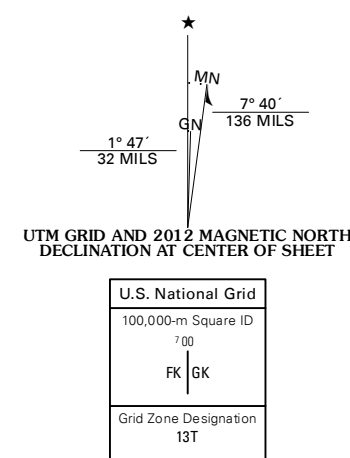 ★
MN
7° 40´
136 MILS
GN
1° 47´
32 MILS
UTM GRID AND 2012 MAGNETIC NORTH
DECLINATION AT CENTER OF SHEET
U.S. National Grid
100,000-m Square ID
7 00
FK GK
Grid Zone Designation
13T